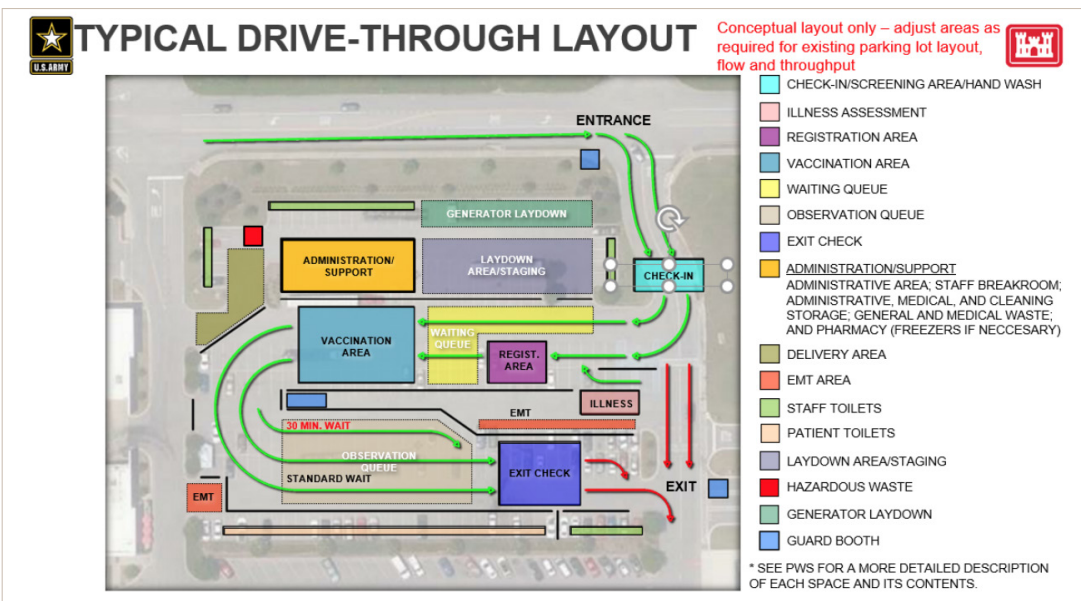 U.S.ARMY
TYPICAL DRIVE-THROUGH LAYOUT
Conceptual layout only – adjust areas as
required for existing parking lot layout,
flow and throughput
ENTRANCE
GENERATOR LAYDOWN
ADMINISTRATION/
SUPPORT
LAYDOWN
AREA/STAGING
CHECK-IN
VACCINATION
AREA
WAITING
QUEUE
REGIST.
AREA
ILLNESS
EMT
30 MIN. WAIT
OBSERVATION
QUEUE
STANDARD WAIT
EXIT CHECK
EXIT
EMT
CHECK-IN/SCREENING AREA/HAND WASH
ILLNESS ASSESSMENT
REGISTRATION AREA
VACCINATION AREA
WAITING QUEUE
OBSERVATION QUEUE
EXIT CHECK
ADMINISTRATION/SUPPORT
ADMINISTRATIVE AREA; STAFF BREAKROOM;
ADMINISTRATIVE, MEDICAL, AND CLEANING
STORAGE; GENERAL AND MEDICAL WASTE;
AND PHARMACY (FREEZERS IF NECCESARY)
DELIVERY AREA
EMT AREA
STAFF TOILETS
PATIENT TOILETS
LAYDOWN AREA/STAGING
HAZARDOUS WASTE
GENERATOR LAYDOWN
GUARD BOOTH
* SEE PWS FOR A MORE DETAILED DESCRIPTION
OF EACH SPACE AND ITS CONTENTS.